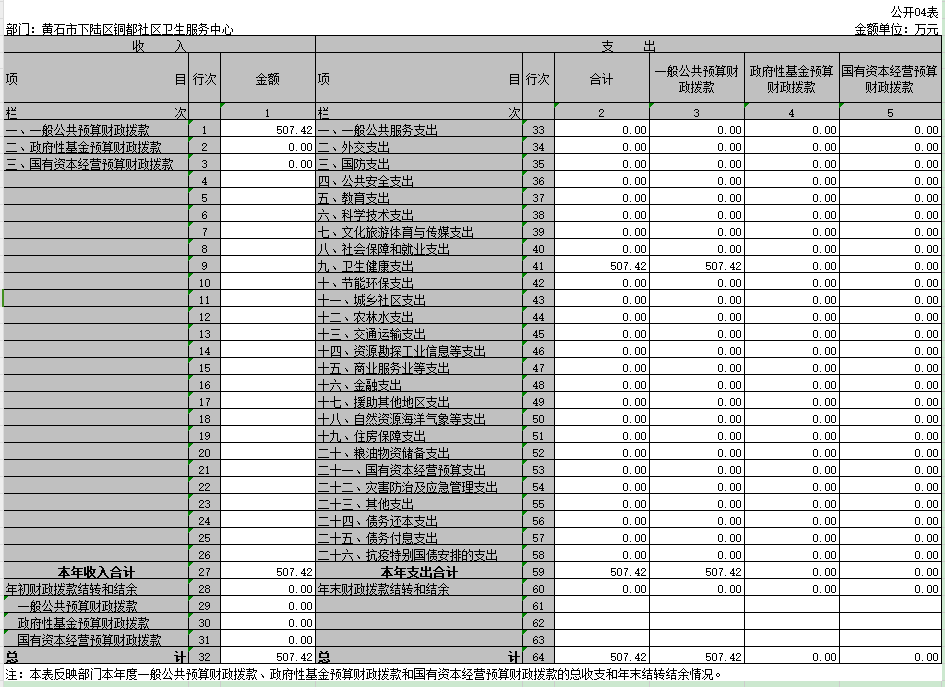 公开04表
部门：黄石市下陆区铜都社区卫生服务中心 金额单位：万元
收 入 支 出
项 目 行次 金额 项 目 行次 合计 一般公共预算财政拨款 政府性基金预算财政拨款 国有资本经营预算财政拨款
栏 次 1 栏 次 2 3 4 5
一、一般公共预算财政拨款 1 507.42 一、一般公共服务支出 33 0.00 0.00 0.00 0.00
二、政府性基金预算财政拨款 2 0.00 二、外交支出 34 0.00 0.00 0.00 0.00
三、国有资本经营预算财政拨款 3 0.00 三、国防支出 35 0.00 0.00 0.00 0.00
4 四、公共安全支出 36 0.00 0.00 0.00 0.00
5 五、教育支出 37 0.00 0.00 0.00 0.00
6 六、科学技术支出 38 0.00 0.00 0.00 0.00
7 七、文化旅游体育与传媒支出 39 0.00 0.00 0.00 0.00
8 八、社会保障和就业支出 40 0.00 0.00 0.00 0.00
9 九、卫生健康支出 41 507.42 507.42 0.00 0.00
10 十、节能环保支出 42 0.00 0.00 0.00 0.00
11 十一、城乡社区支出 43 0.00 0.00 0.00 0.00
12 十二、农林水支出 44 0.00 0.00 0.00 0.00
13 十三、交通运输支出 45 0.00 0.00 0.00 0.00
14 十四、资源勘探工业信息等支出 46 0.00 0.00 0.00 0.00
15 十五、商业服务业等支出 47 0.00 0.00 0.00 0.00
16 十六、金融支出 48 0.00 0.00 0.00 0.00
17 十七、援助其他地区支出 49 0.00 0.00 0.00 0.00
18 十八、自然资源海洋气象等支出 50 0.00 0.00 0.00 0.00
19 十九、住房保障支出 51 0.00 0.00 0.00 0.00
20 二十、粮油物资储备支出 52 0.00 0.00 0.00 0.00
21 二十一、国有资本经营预算支出 53 0.00 0.00 0.00 0.00
22 二十二、灾害防治及应急管理支出 54 0.00 0.00 0.00 0.00
23 二十三、其他支出 55 0.00 0.00 0.00 0.00
24 二十四、债务还本支出 56 0.00 0.00 0.00 0.00
25 二十五、债务付息支出 57 0.00 0.00 0.00 0.00
26 二十六、抗疫特别国债安排的支出 58 0.00 0.00 0.00 0.00
本年收入合计 27 507.42 本年支出合计 59 507.42 507.42 0.00 0.00
年初财政拨款结转和结余 28 0.00 年末财政拨款结转和结余 60 0.00 0.00 0.00 0.00
一般公共预算财政拨款 29 0.00 61
政府性基金预算财政拨款 30 0.00 62
国有资本经营预算财政拨款 31 0.00 63
总 计 32 507.42 总 计 64 507.42 507.42 0.00 0.00
注：本表反映部门本年度一般公共预算财政拨款、政府性基金预算财政拨款和国有资本经营预算财政拨款的总收支和年末结转结余情况。